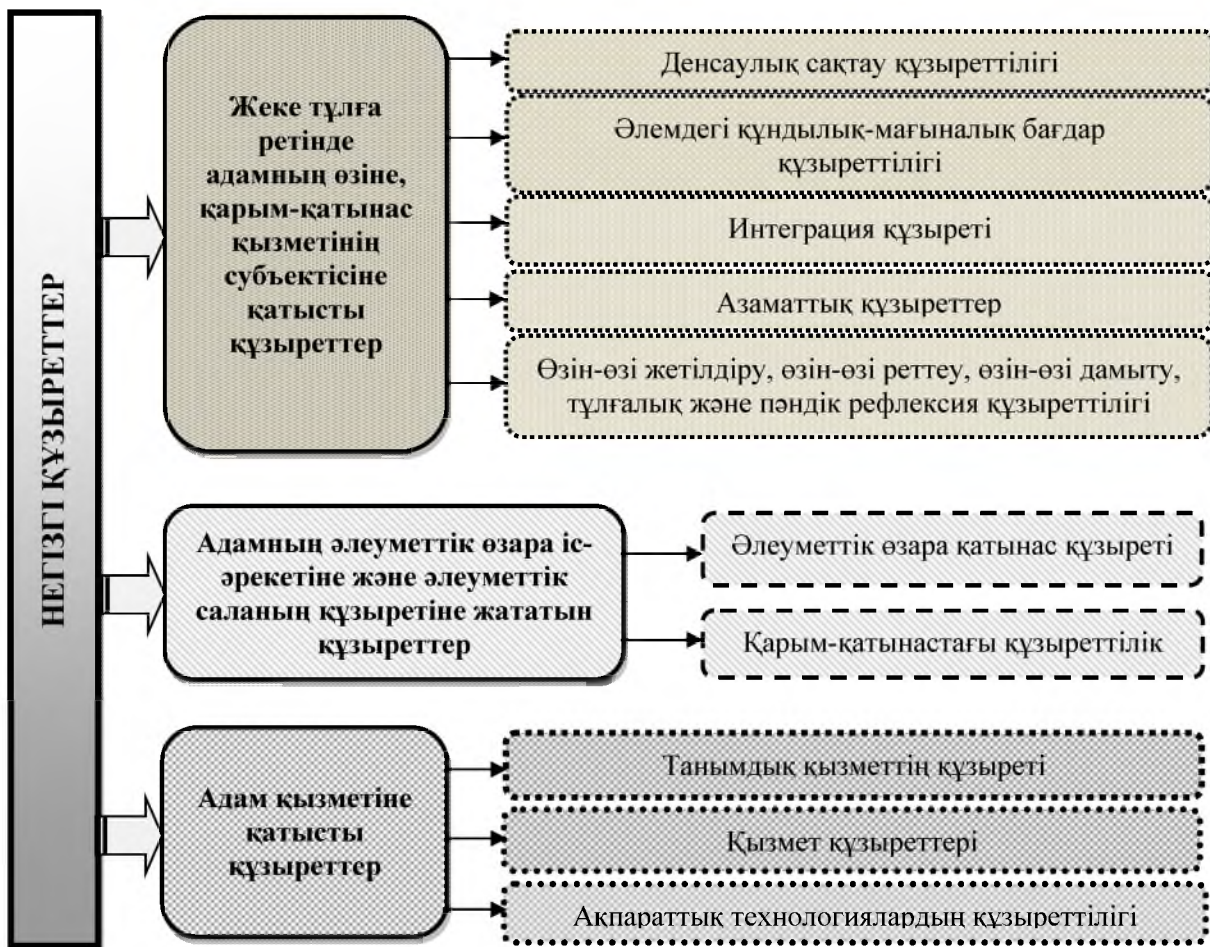 НЕГІЗГІ ҚҰЗЫРЕТТЕР
Жеке тұлға
ретінде
адамның өзіне,
қарым-қатынас
қызметінің
субъектісіне
қатысты
құзыреттер
Денсаулық сақтау құзыреттілігі
Әлемдегі құндылық-мағыналық бағдар
құзыреттілігі
Интеграция құзыреті
Азаматтық құзыреттер
Өзін-өзі жетілдіру, өзін-өзі реттеу, өзін-өзі дамыту,
тұлғалық және пәндік рефлексия құзыреттілігі
Адамның әлеуметтік өзара іс-
әрекетіне және әлеуметтік
саланың құзыретіне жататын
құзыреттер
Әлеуметтік өзара қатынас құзыреті
Қарым-қатынастағы құзыреттілік
Адам қызметіне
қатысты
құзыреттер
Танымдық қызметтің құзыреті
Қызмет құзыреттері
Ақпараттық технологиялардың құзыреттілігі